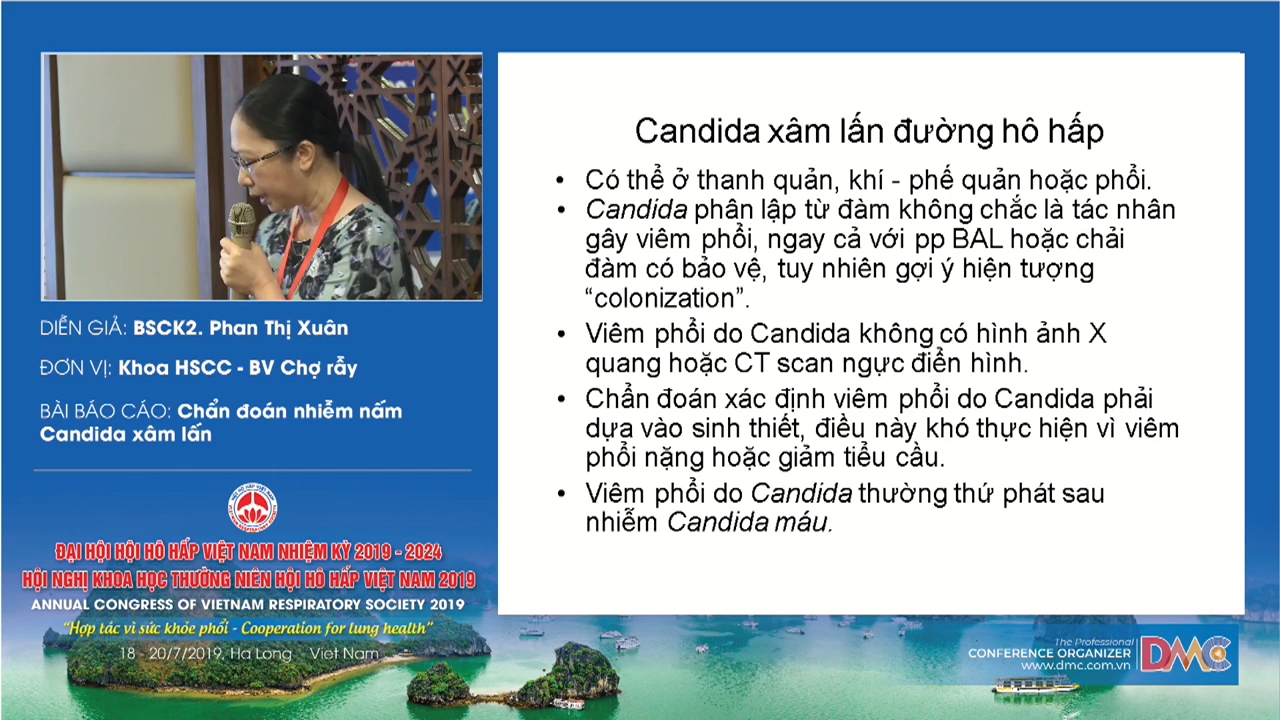 DIỄN GIẢ: BSCK2. Phan Thị Xuân
ĐƠN VỊ: Khoa HSCC - BV Chợ rẫy
BÀI BÁO CÁO: Chẩn đoán nhiễm nấm
Candida xâm lấn
ĐẠI HỘI HỘI HÔ HẤP VIỆT NAM NHIỆM KỲ 2019 - 2024
HỘI NGHỊ KHOA HỌC THƯỜNG NIÊN HỘI HÔ HẤP VIỆT NAM 2019
ANNUAL CONGRESS OF VIETNAM RESPIRATORY SOCIETY 2019
"Hợp tác vì sức khỏe phổi - Cooperation for lung health"
18 - 20/7/2019, Ha Long Viet Nam
Candida xâm lấn đường hô hấp
• Có thể ở thanh quản, khí - phế quản hoặc phổi.
• Candida phân lập từ đàm không chắc là tác nhân
gây viêm phổi, ngay cả với pp BAL hoặc chải
đàm có bảo vệ, tuy nhiên gợi ý hiện tượng
“colonization”.
• Viêm phổi do Candida không có hình ảnh X
quang hoặc CT scan ngực điển hình.
• Chẩn đoán xác định viêm phổi do Candida phải
dựa vào sinh thiết, điều này khó thực hiện vì viêm
phổi nặng hoặc giảm tiểu cầu.
• Viêm phổi do Candida thường thứ phát sau
nhiễm Candida máu.
The Professional
CONFERENCE ORGANIZER
www.dmc.com.vn
DMC